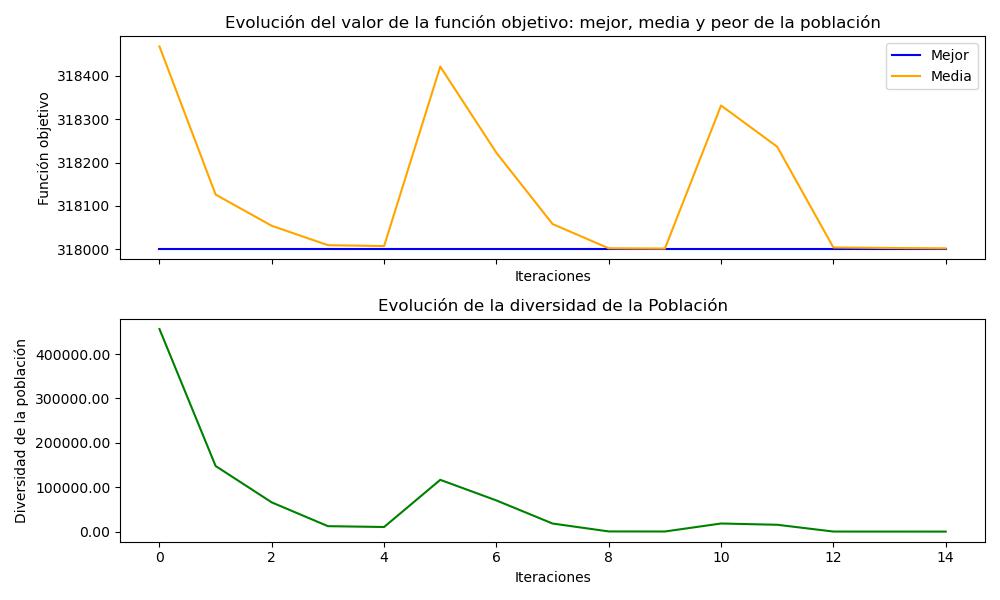 Evolución del valor de la función objetivo: mejor, media y peor de la población
Función objetivo
318400
318300
318200
318100
318000
Mejor
Media
Iteraciones
Evolución de la diversidad de la Población
Diversidad de la población
400000.00
300000.00
200000.00
100000.00
0.00
0 2 4 6 8 10 12 14
Iteraciones